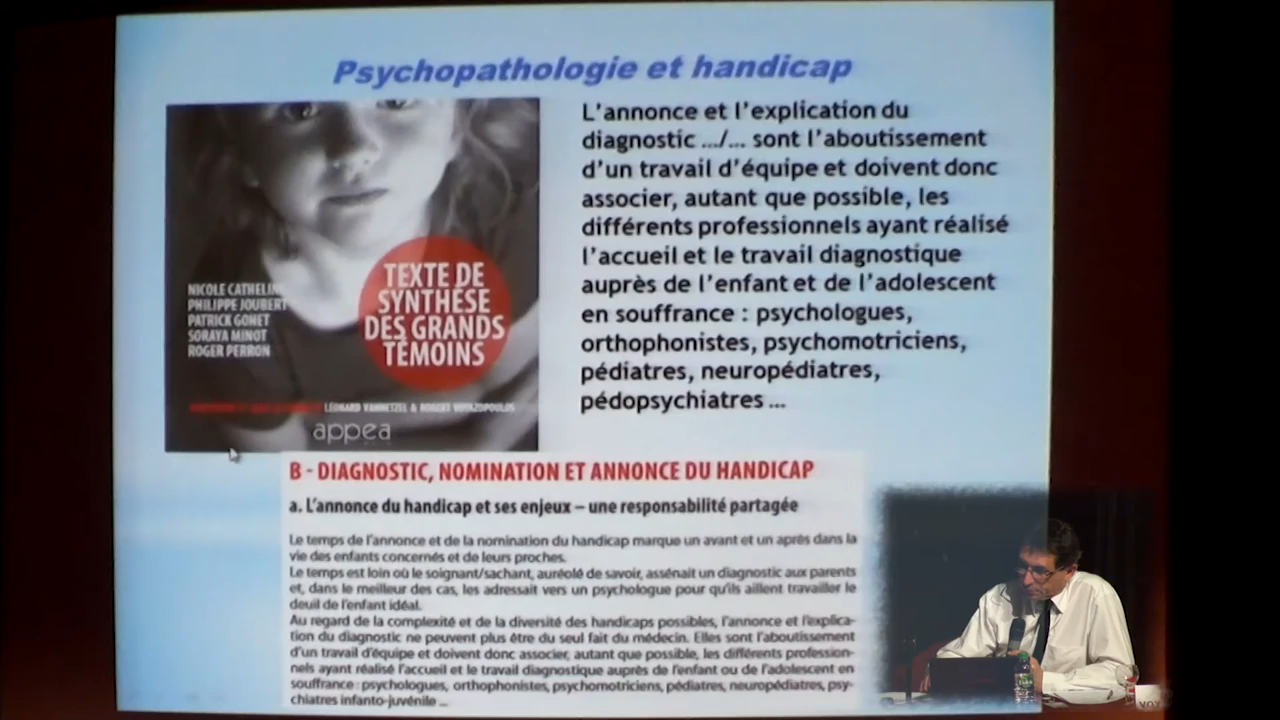 Psychopathologie et handicap
NICOLE CATHELIN
PHILIPPE JOUBERT
PATRICK GONET
SORAYA MINOT
ROGER PERRON
TEXTE DE
SYNTHÈSE
DES GRANDS
TÉMOINS
LÉONARD VANNETZEL & ROBERT VOYAZOPOULOS
appea
L'annonce et l'explication du
diagnostic .../... sont l'aboutissement
d'un travail d'équipe et doivent donc
associer, autant que possible, les
différents professionnels ayant réalisé
l'accueil et le travail diagnostique
auprès de l'enfant et de l'adolescent
en souffrance : psychologues,
orthophonistes, psychomotriciens,
pédiatres, neuropédiatres,
pédopsychiatres ...
B - DIAGNOSTIC, NOMINATION ET ANNONCE DU HANDICAP
a. L'annonce du handicap et ses enjeux – une responsabilité partagée
Le temps de l'annonce et de la nomination du handicap marque un avant et un après dans la
vie des enfants concernés et de leurs proches.
Le temps est loin où le soignant/sachant, auréolé de savoir, assénait un diagnostic aux parents
et, dans le meilleur des cas, les adressait vers un psychologue pour qu'ils aillent travailler le
deuil de l'enfant idéal.
Au regard de la complexité et de la diversité des handicaps possibles, l'annonce et l'explica-
tion du diagnostic ne peuvent plus être du seul fait du médecin. Elles sont l'aboutissement
d'un travail d'équipe et doivent donc associer, autant que possible, les différents profession-
nels ayant réalisé l'accueil et le travail diagnostique auprès de l'enfant ou de l'adolescent en
souffrance : psychologues, orthophonistes, psychomotriciens, pédiatres, neuropédiatres, psy-
chiatres infanto-juvénile ...
VOX